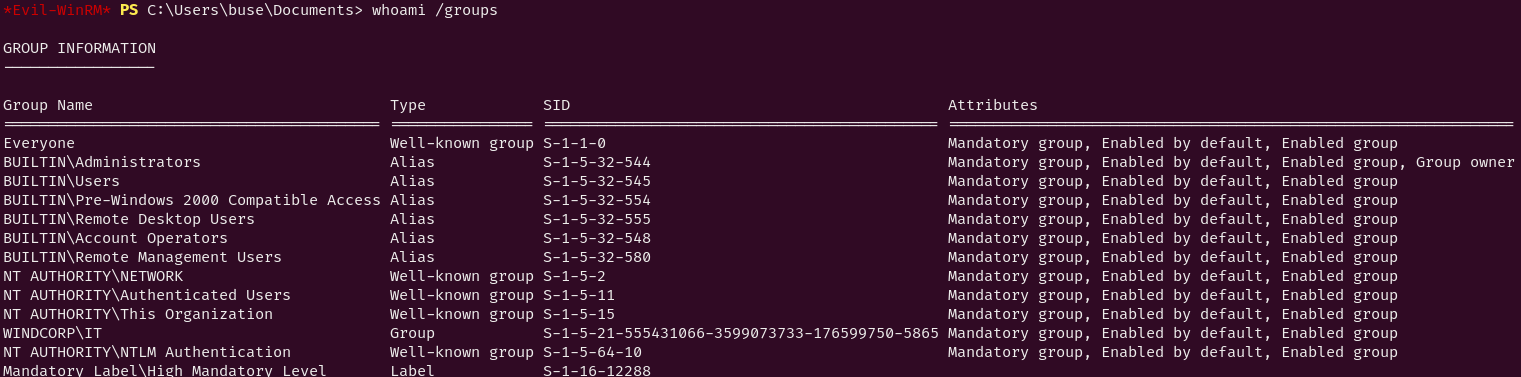 *Evil-WinRM* PS C:\Users\buse\Documents> whoami /groups
GROUP INFORMATION
-----------------
Group Name                                 Type             SID                                          Attributes
========================================== ================ ============================================ ===============================================================
Everyone                                   Well-known group S-1-1-0                                      Mandatory group, Enabled by default, Enabled group
BUILTIN\Administrators                     Alias            S-1-5-32-544                                 Mandatory group, Enabled by default, Enabled group, Group owner
BUILTIN\Users                              Alias            S-1-5-32-545                                 Mandatory group, Enabled by default, Enabled group
BUILTIN\Pre-Windows 2000 Compatible Access Alias            S-1-5-32-554                                 Mandatory group, Enabled by default, Enabled group
BUILTIN\Remote Desktop Users               Alias            S-1-5-32-555                                 Mandatory group, Enabled by default, Enabled group
BUILTIN\Account Operators                  Alias            S-1-5-32-548                                 Mandatory group, Enabled by default, Enabled group
BUILTIN\Remote Management Users            Alias            S-1-5-32-580                                 Mandatory group, Enabled by default, Enabled group
NT AUTHORITY\NETWORK                       Well-known group S-1-5-2                                      Mandatory group, Enabled by default, Enabled group
NT AUTHORITY\Authenticated Users           Well-known group S-1-5-11                                     Mandatory group, Enabled by default, Enabled group
NT AUTHORITY\This Organization             Well-known group S-1-5-15                                     Mandatory group, Enabled by default, Enabled group
WINDCORP\IT                                Group            S-1-5-21-555431066-3599073733-176599750-5865 Mandatory group, Enabled by default, Enabled group
NT AUTHORITY\NTLM Authentication           Well-known group S-1-5-64-10                                  Mandatory group, Enabled by default, Enabled group
Mandatory Label\High Mandatory Level       Label            S-1-16-12288